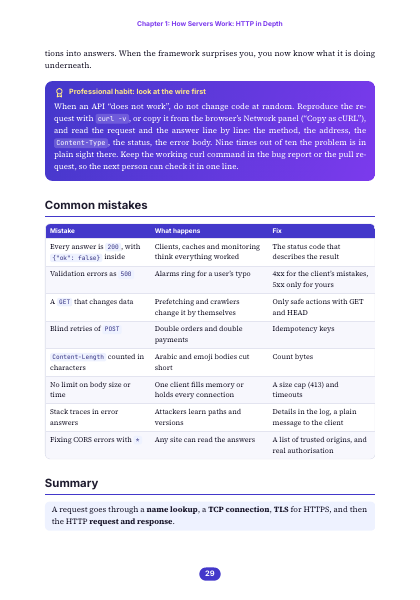 Chapter 1: How Servers Work: HTTP in Depth
tions into answers. When the framework surprises you, you now know what it is doing
underneath.
Professional habit: look at the wire first
When an API “does not work”, do not change code at random. Reproduce the re-
quest with curl -v, or copy it from the browser’s Network panel (“Copy as cURL”),
and read the request and the answer line by line: the method, the address, the
Content-Type, the status, the error body. Nine times out of ten the problem is in
plain sight there. Keep the working curl command in the bug report or the pull re-
quest, so the next person can check it in one line.
Common mistakes
Mistake What happens Fix
Every answer is 200, with Clients, caches and monitoring The status code that
{"ok": false} inside think everything worked describes the result
Validation errors as 500 Alarms ring for a user’s typo 4xx for the client’s mistakes,
5xx only for yours
A GET that changes data Prefetching and crawlers Only safe actions with GET
change it by themselves and HEAD
Blind retries of POST Double orders and double Idempotency keys
payments
Content-Length counted in Arabic and emoji bodies cut Count bytes
characters short
No limit on body size or One client fills memory or A size cap (413) and
time holds every connection timeouts
Stack traces in error Attackers learn paths and Details in the log, a plain
answers versions message to the client
Fixing CORS errors with * Any site can read the answers A list of trusted origins, and
real authorisation
Summary
A request goes through a name lookup, a TCP connection, TLS for HTTPS, and then
the HTTP request and response.
29